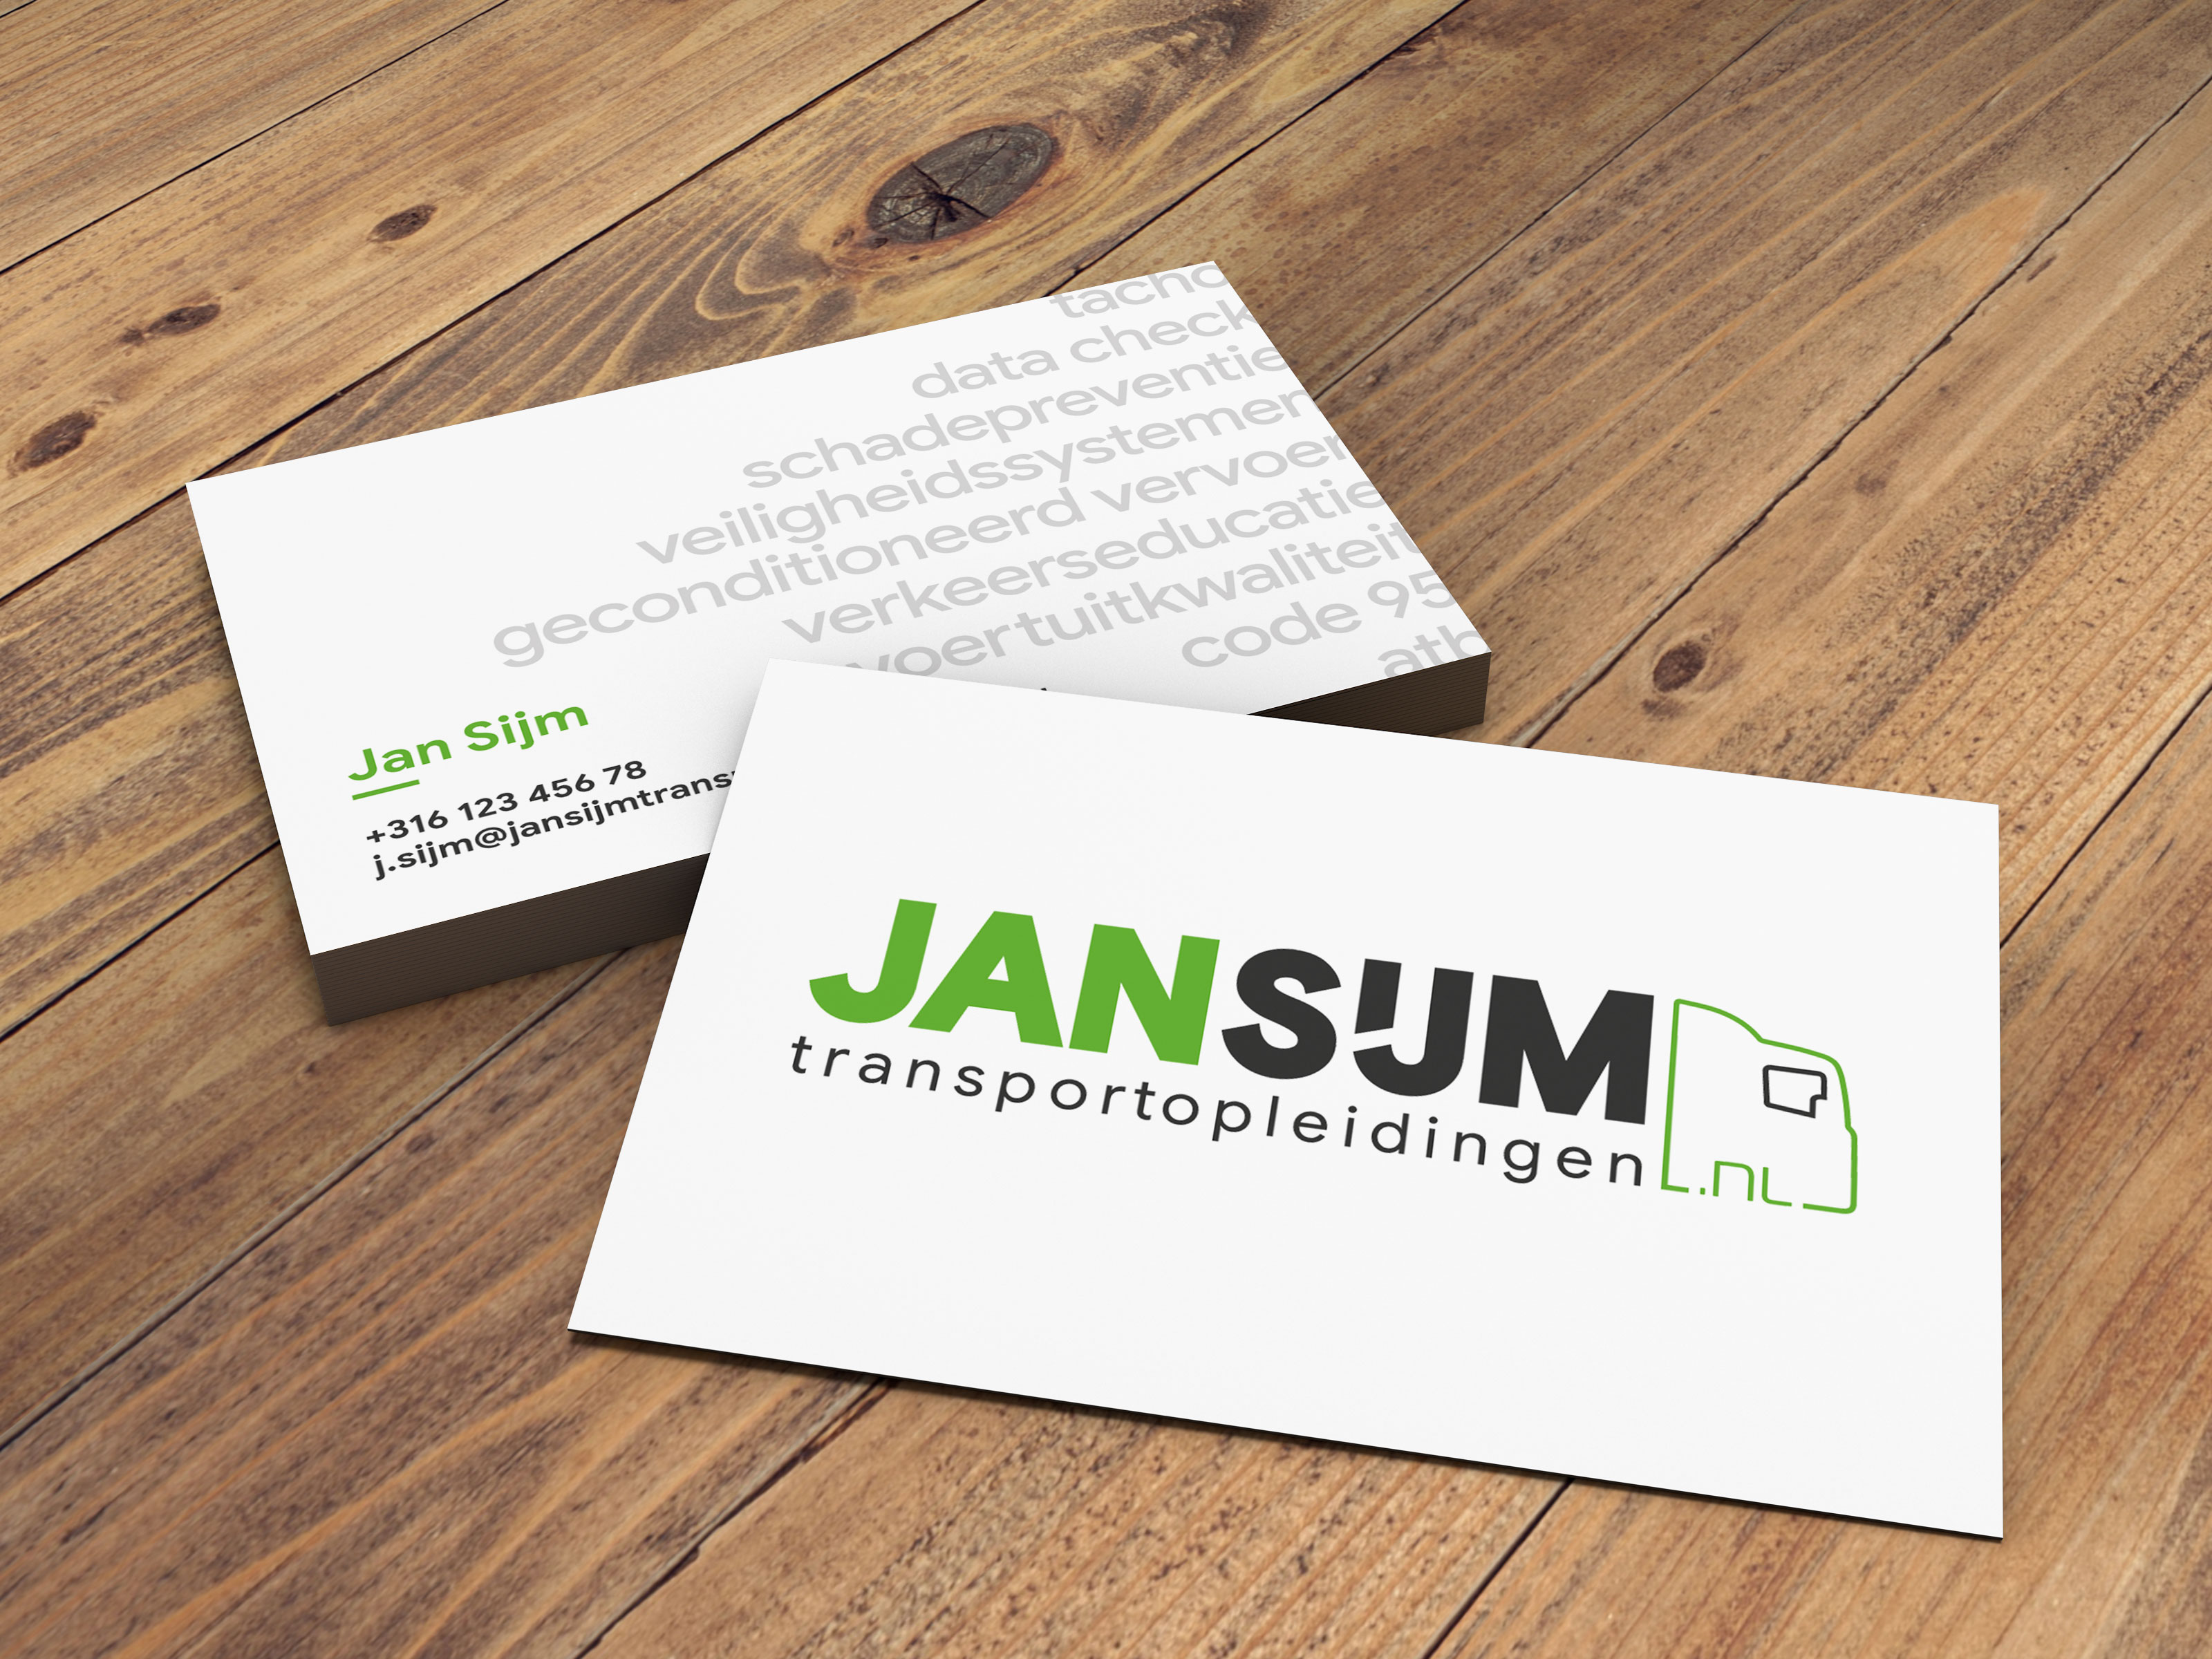 tacho
data check
schadepreventie
veiligheidssystemen
geconditioneerd vervoer
verkeerseducatie
voertuitkwaliteit
code 95
atb
Jan Sijm
+316 123 456 78
j.sijm@jansijmtrans
JANSIJM
transportopleidingen
.nl